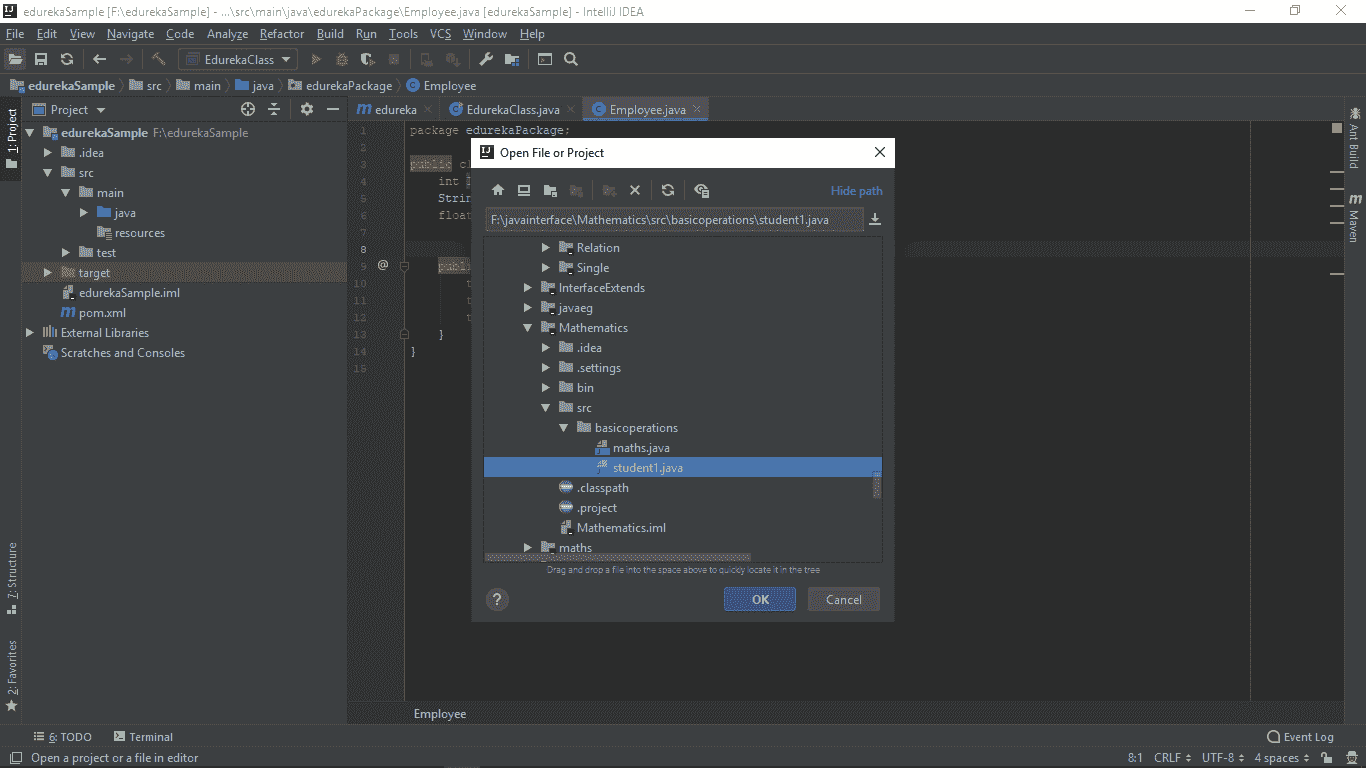 edurekaSample [F:\edurekaSample] - ...\src\main\java\edurekaPackage\Employee.java [edurekaSample] - IntelliJ IDEA
File Edit View Navigate Code Analyze Refactor Build Run Tools VCS Window Help
EdurekaClass
edurekaSample src main java edurekaPackage Employee
1: Project
Project
edurekaSample F:\edurekaSample
.idea
src
main
java
resources
test
target
edurekaSample.iml
pom.xml
External Libraries
Scratches and Consoles
7: Structure
2: Favorites
edureka EdurekaClass.java Employee.java
1 package edurekaPackage;
2
3 public cl
4 int
5 Strin
6 float
7
8
9 @ publi
10 t
11 t
12 t
13 }
14 }
15
Open File or Project
Hide path
F:\javainterface\Mathematics\src\basicoperations\student1.java
Relation
Single
InterfaceExtends
javaeg
Mathematics
.idea
.settings
bin
src
basicoperations
maths.java
student1.java
.classpath
.project
Mathematics.iml
maths
Drag and drop a file into the space above to quickly locate it in the tree
? OK Cancel
Ant Build
Maven
Employee
6: TODO Terminal Event Log
Open a project or a file in editor 8:1 CRLF UTF-8 4 spaces